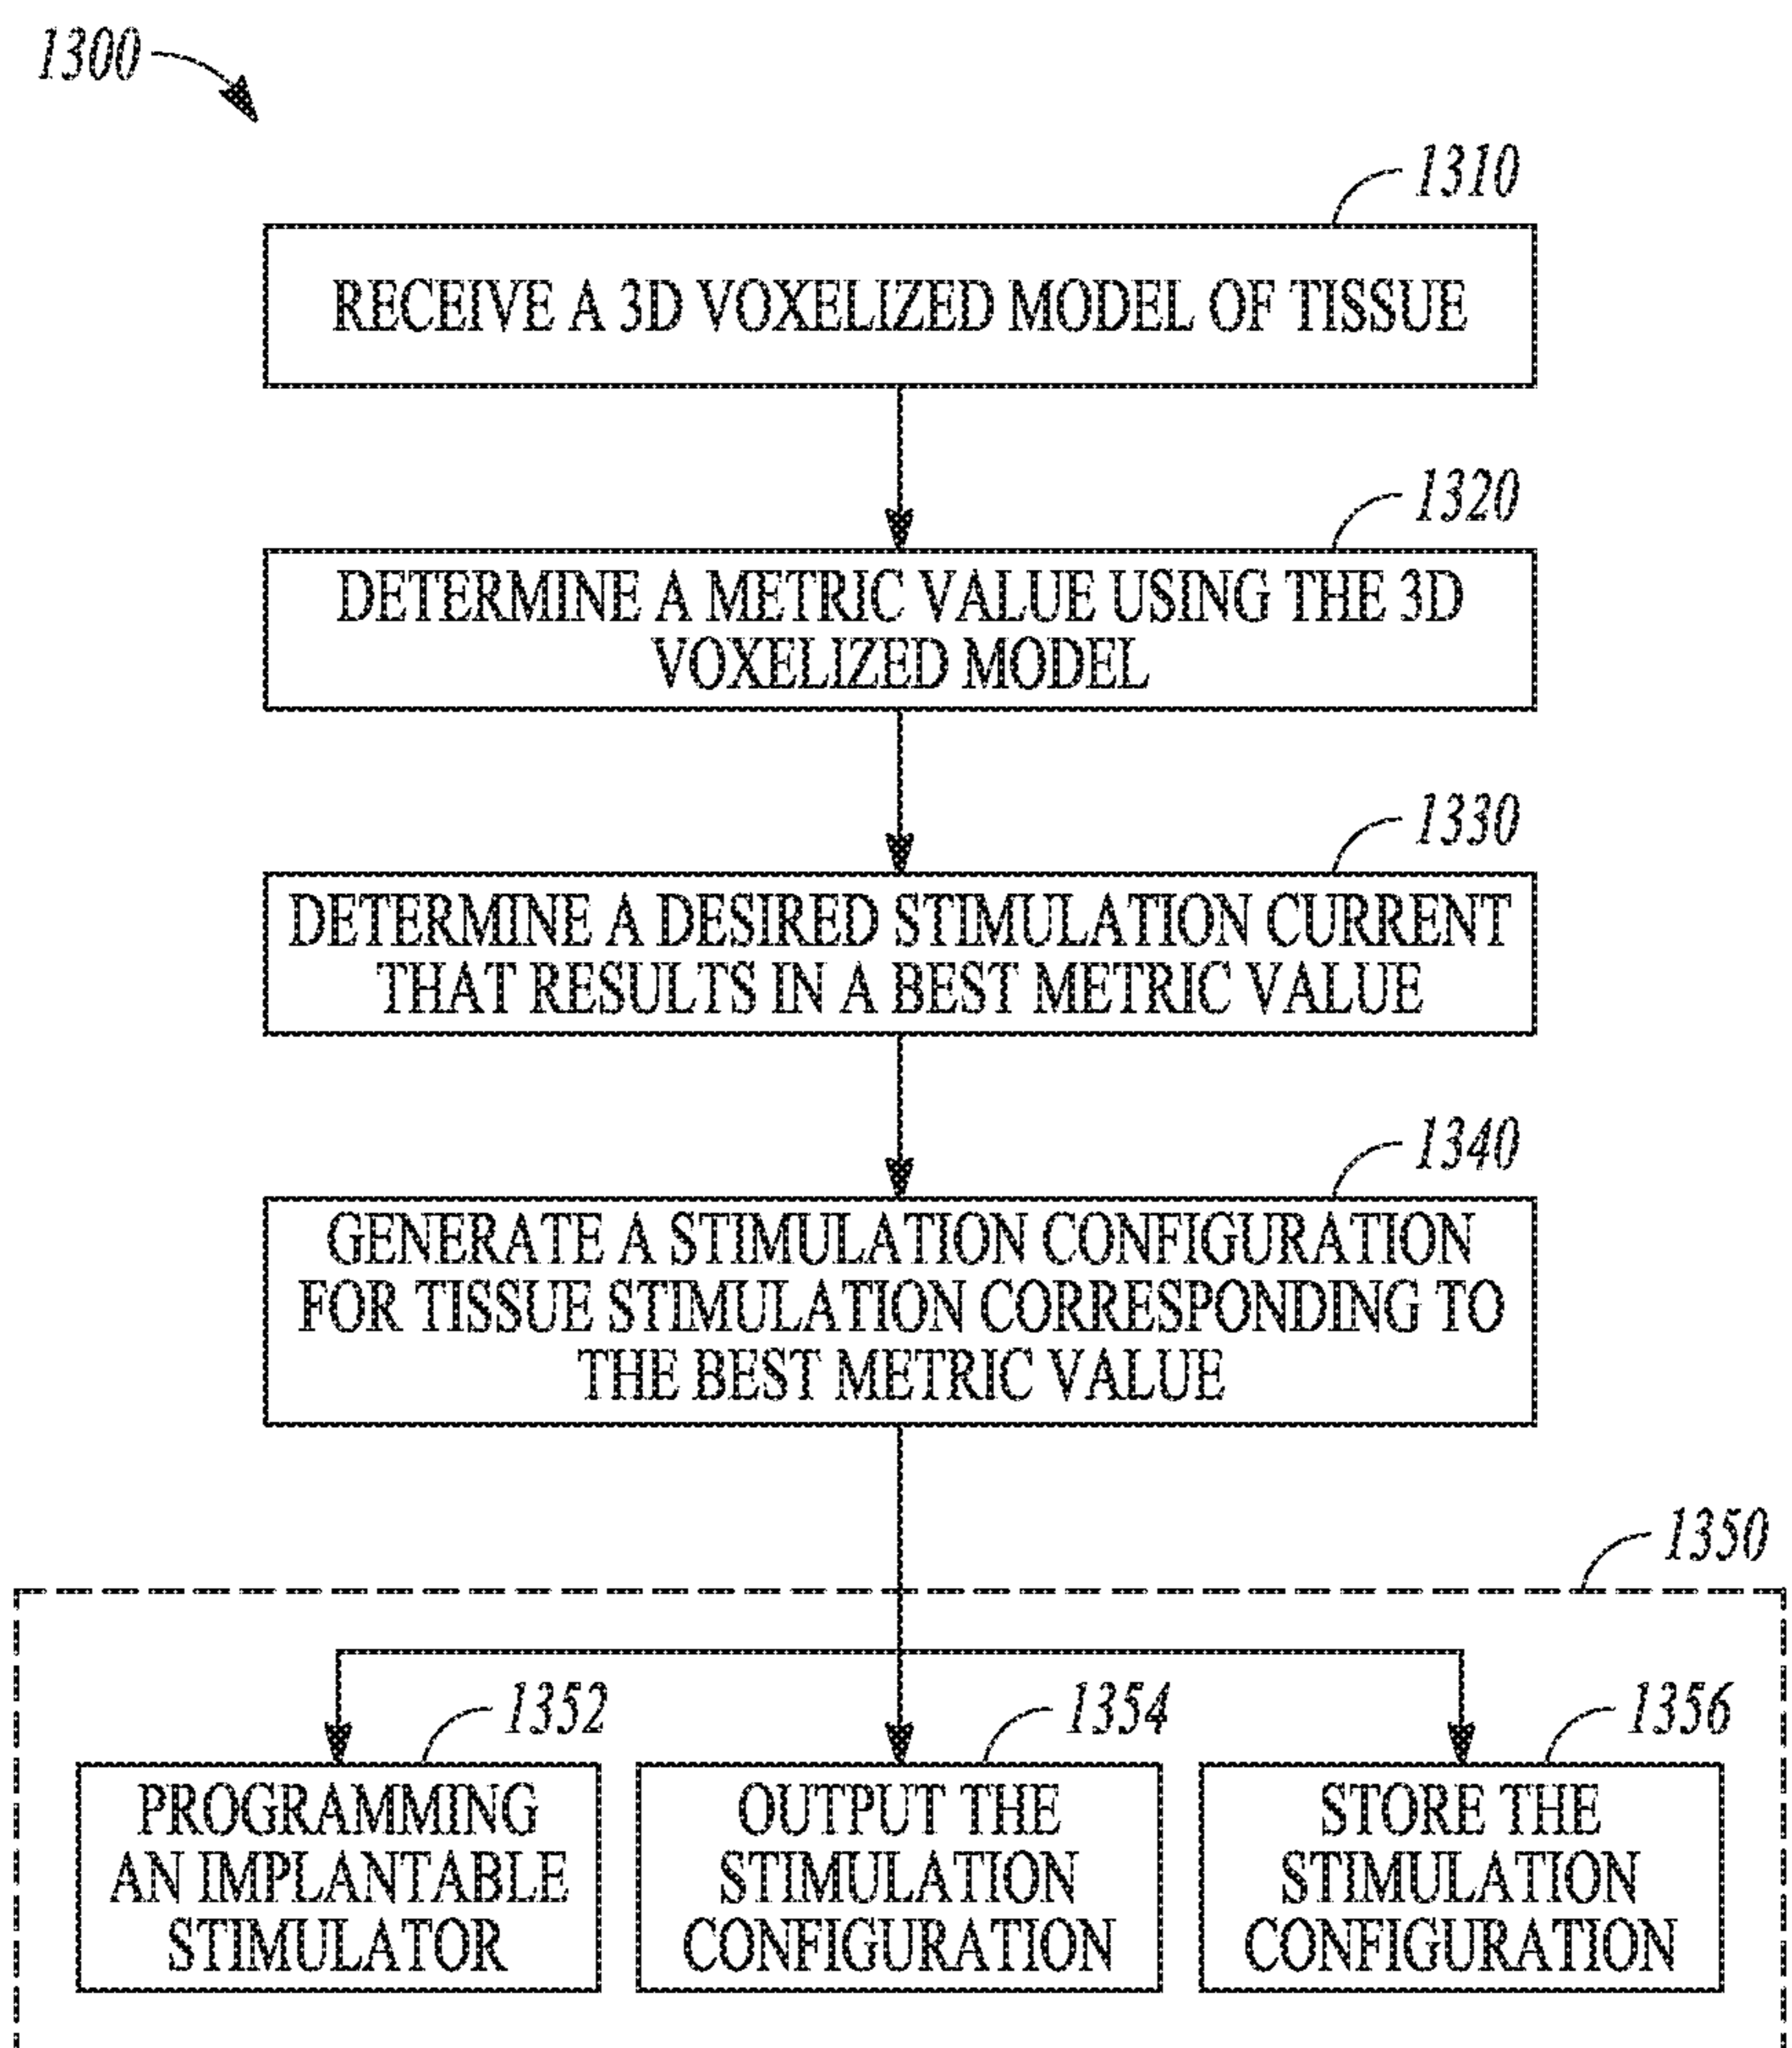 1300
1310
RECEIVE A 3D VOXELIZED MODEL OF TISSUE
1320
DETERMINE A METRIC VALUE USING THE 3D
VOXELIZED MODEL
1330
DETERMINE A DESIRED STIMULATION CURRENT
THAT RESULTS IN A BEST METRIC VALUE
1340
GENERATE A STIMULATION CONFIGURATION
FOR TISSUE STIMULATION CORRESPONDING TO
THE BEST METRIC VALUE
1350
1352
PROGRAMMING
AN IMPLANTABLE
STIMULATOR
1354
OUTPUT THE
STIMULATION
CONFIGURATION
1356
STORE THE
STIMULATION
CONFIGURATION